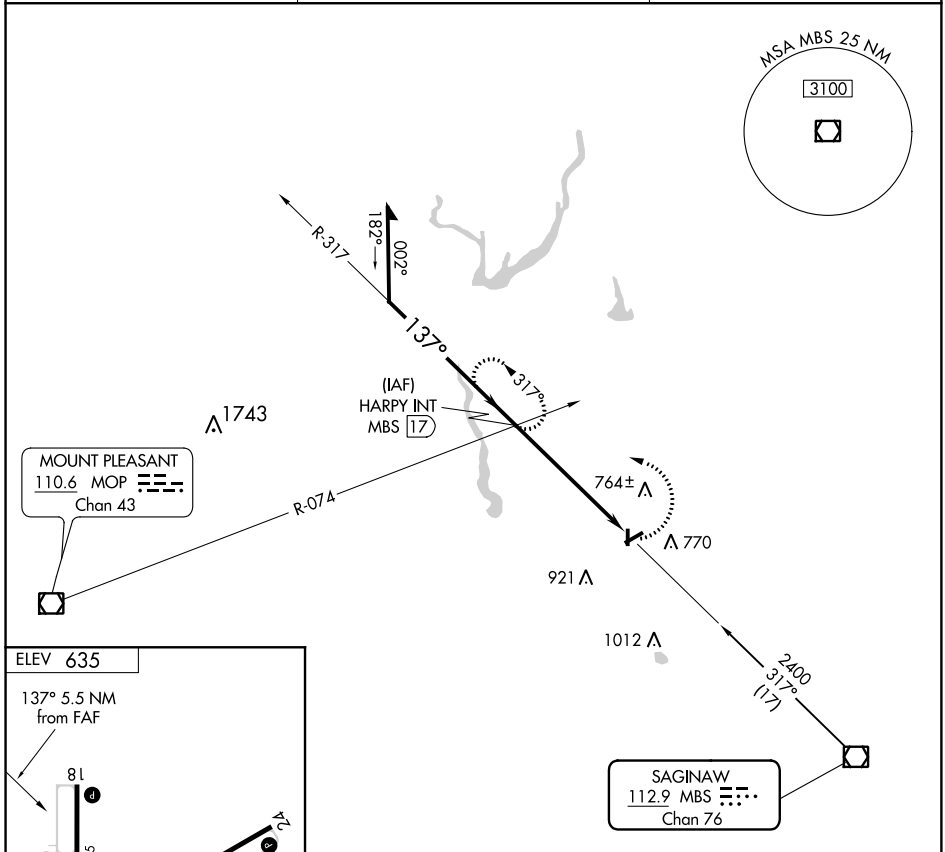 MSA MBS 25 NM
3100
R-317
182°
002°
137°
(IAF)
HARPY INT
MBS 17
317°
1743
MOUNT PLEASANT
110.6 MOP
Chan 43
R-074
764±
770
921
1012
2400
317°
(17)
SAGINAW
112.9 MBS
Chan 76
ELEV 635
137° 5.5 NM
from FAF
18
P
24
P